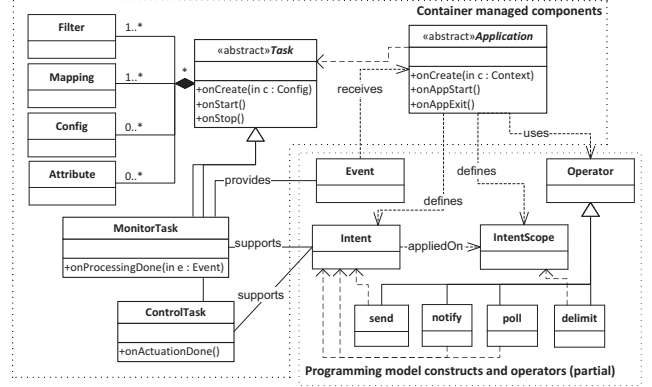 Container managed components
Filter
1..*
Mapping
1..*
Config
0..*
Attribute
0..*
*
«abstract»Task
+onCreate(in c : Config)
+onStart()
+onStop()
«abstract»Application
+onCreate(in c : Context)
+onAppStart()
+onAppExit()
receives
uses
provides
Event
defines
defines
Operator
MonitorTask
+onProcessingDone(in e : Event)
supports
Intent
appliedOn
IntentScope
supports
ControlTask
+onActuationDone()
send
notify
poll
delimit
Programming model constructs and operators (partial)